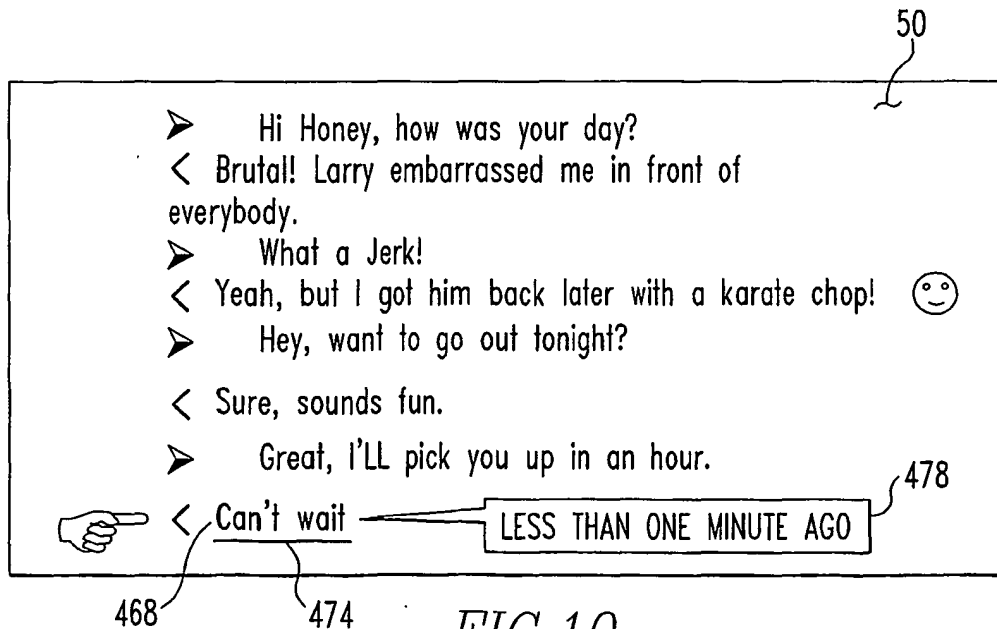 50
➢ Hi Honey, how was your day?
< Brutal! Larry embarrassed me in front of
everybody.
➢ What a Jerk!
< Yeah, but I got him back later with a karate chop!
➢ Hey, want to go out tonight?
< Sure, sounds fun.
➢ Great, I'LL pick you up in an hour.
478
< Can't wait LESS THAN ONE MINUTE AGO
468 474